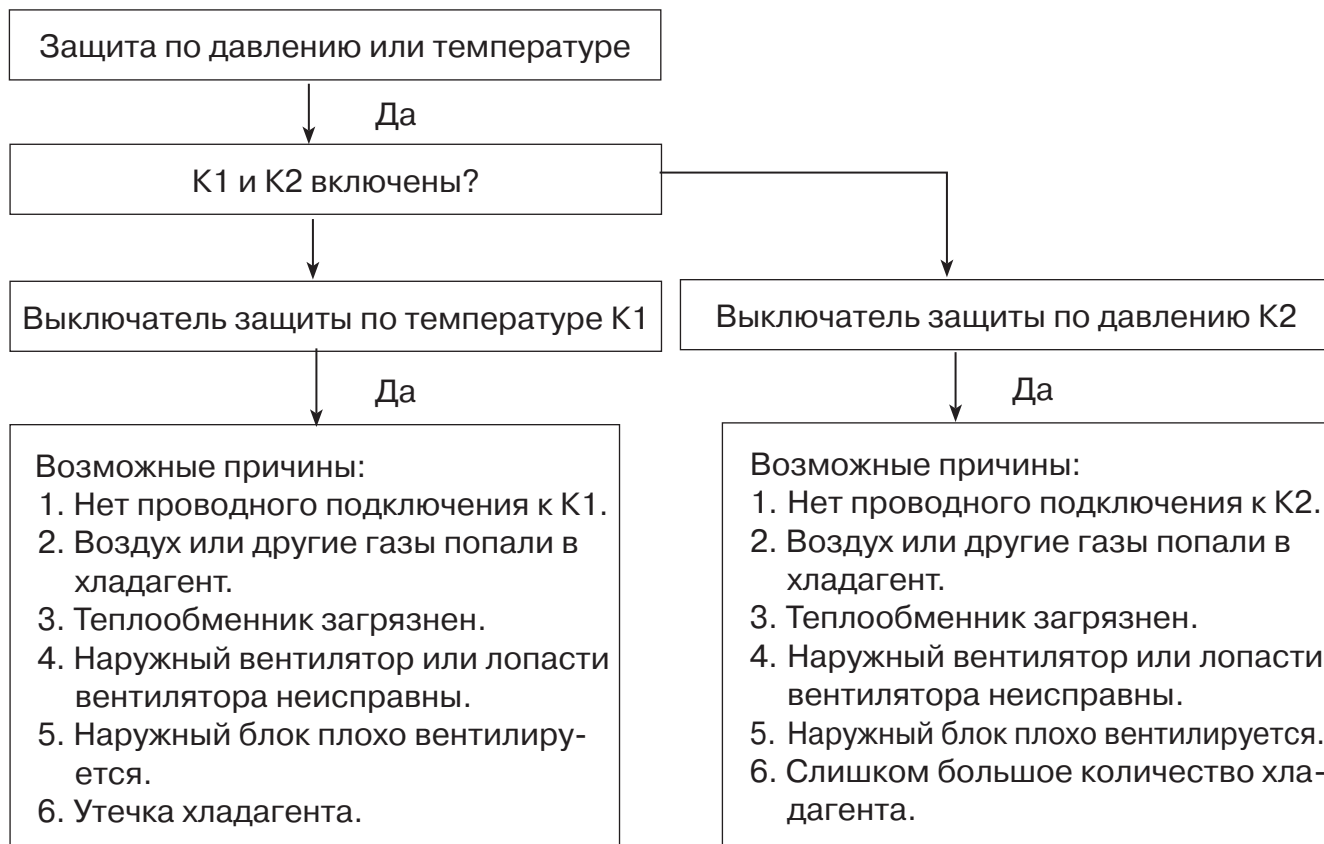 Защита по давлению или температуре
Да
К1 и К2 включены?
Выключатель защиты по температуре К1
Да
Возможные причины:
1. Нет проводного подключения к К1.
2. Воздух или другие газы попали в
хладагент.
3. Теплообменник загрязнен.
4. Наружный вентилятор или лопасти
вентилятора неисправны.
5. Наружный блок плохо вентилиру-
ется.
6. Утечка хладагента.
Выключатель защиты по давлению К2
Да
Возможные причины:
1. Нет проводного подключения к К2.
2. Воздух или другие газы попали в
хладагент.
3. Теплообменник загрязнен.
4. Наружный вентилятор или лопасти
вентилятора неисправны.
5. Наружный блок плохо вентилируется.
6. Слишком большое количество хла-
дагента.